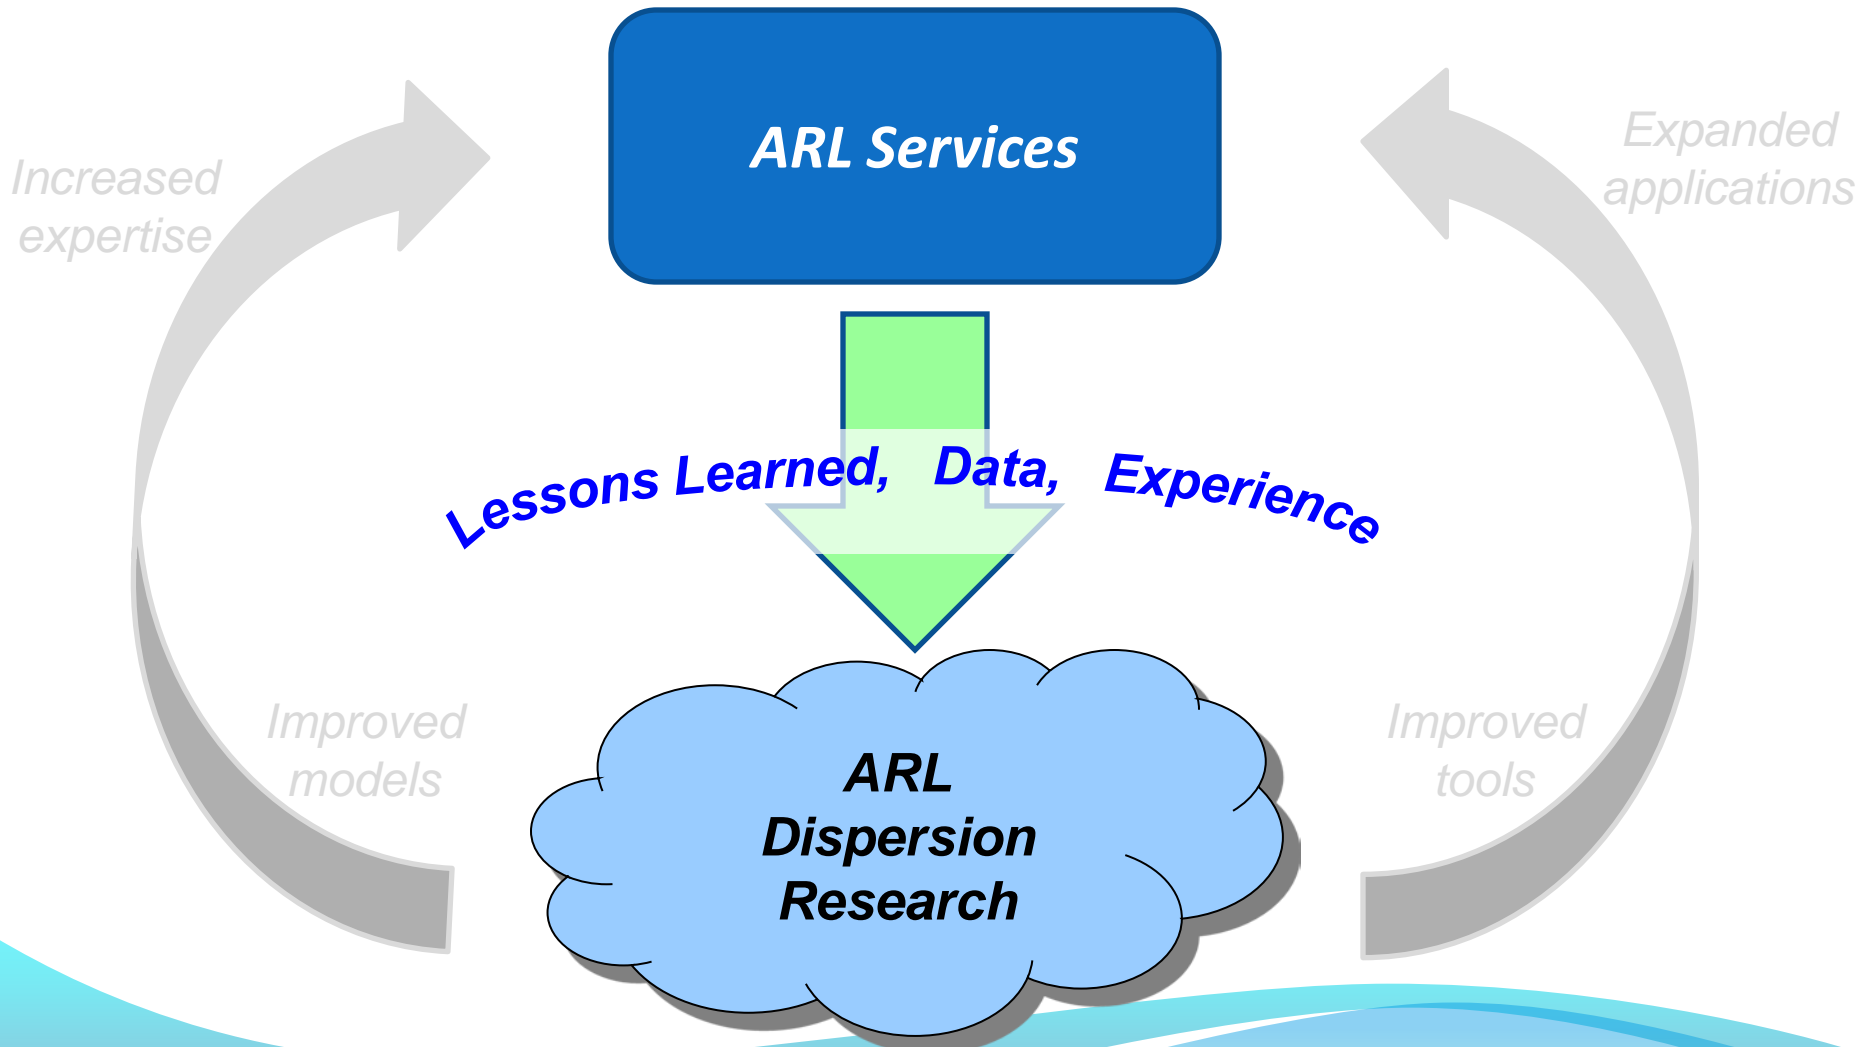 ARL Services
Increased
expertise
Expanded
applications
Lessons Learned, Data, Experience
Improved
models
Improved
tools
ARL
Dispersion
Research